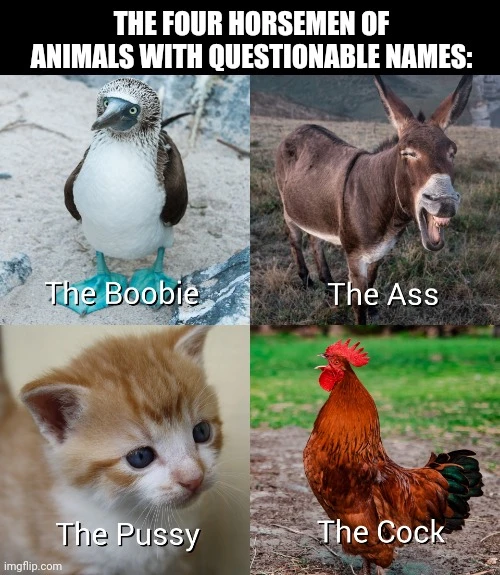 THE FOUR HORSEMEN OF
ANIMALS WITH QUESTIONABLE NAMES:
The Boobie
The Ass
The Pussy
The Cock
imgflip.com